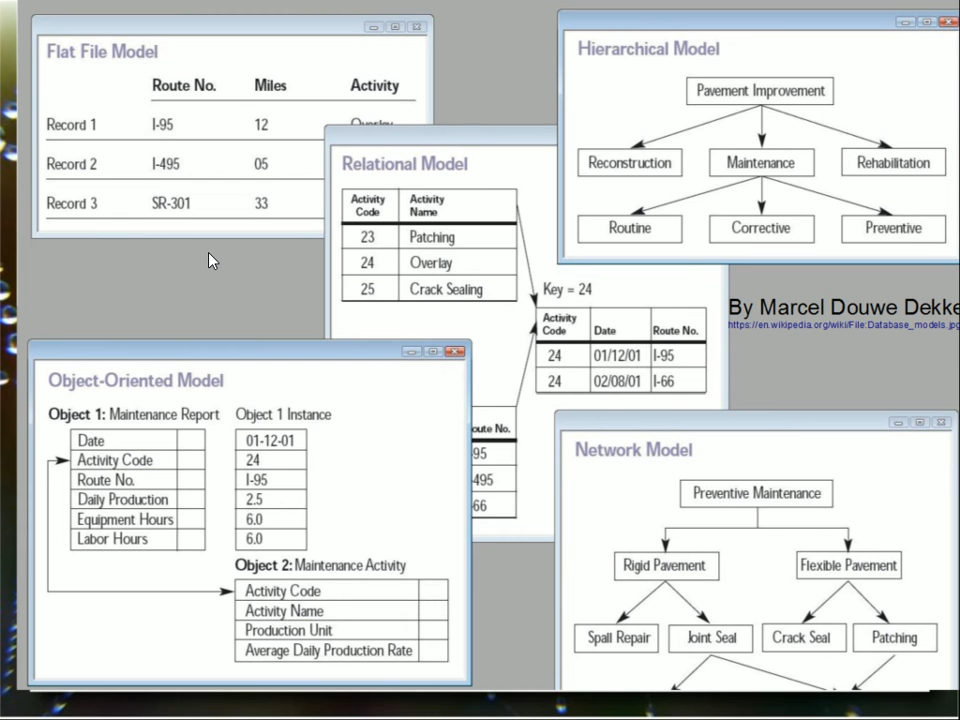 Flat File Model
Route No. Miles Activity
Record 1 I-95 12 Overlay
Record 2 I-495 05
Record 3 SR-301 33
Hierarchical Model
Pavement Improvement
Reconstruction Maintenance Rehabilitation
Routine Corrective Preventive
Relational Model
Activity Code Activity Name
23 Patching
24 Overlay
25 Crack Sealing
Key = 24
Activity Code Date Route No.
24 01/12/01 I-95
24 02/08/01 I-66
oute No.
95
495
66
By Marcel Douwe Dekke
https://en.wikipedia.org/wiki/File:Database_models.jpg
Object-Oriented Model
Object 1: Maintenance Report Object 1 Instance
Date 01-12-01
Activity Code 24
Route No. I-95
Daily Production 2.5
Equipment Hours 6.0
Labor Hours 6.0
Object 2: Maintenance Activity
Activity Code
Activity Name
Production Unit
Average Daily Production Rate
Network Model
Preventive Maintenance
Rigid Pavement Flexible Pavement
Spall Repair Joint Seal Crack Seal Patching